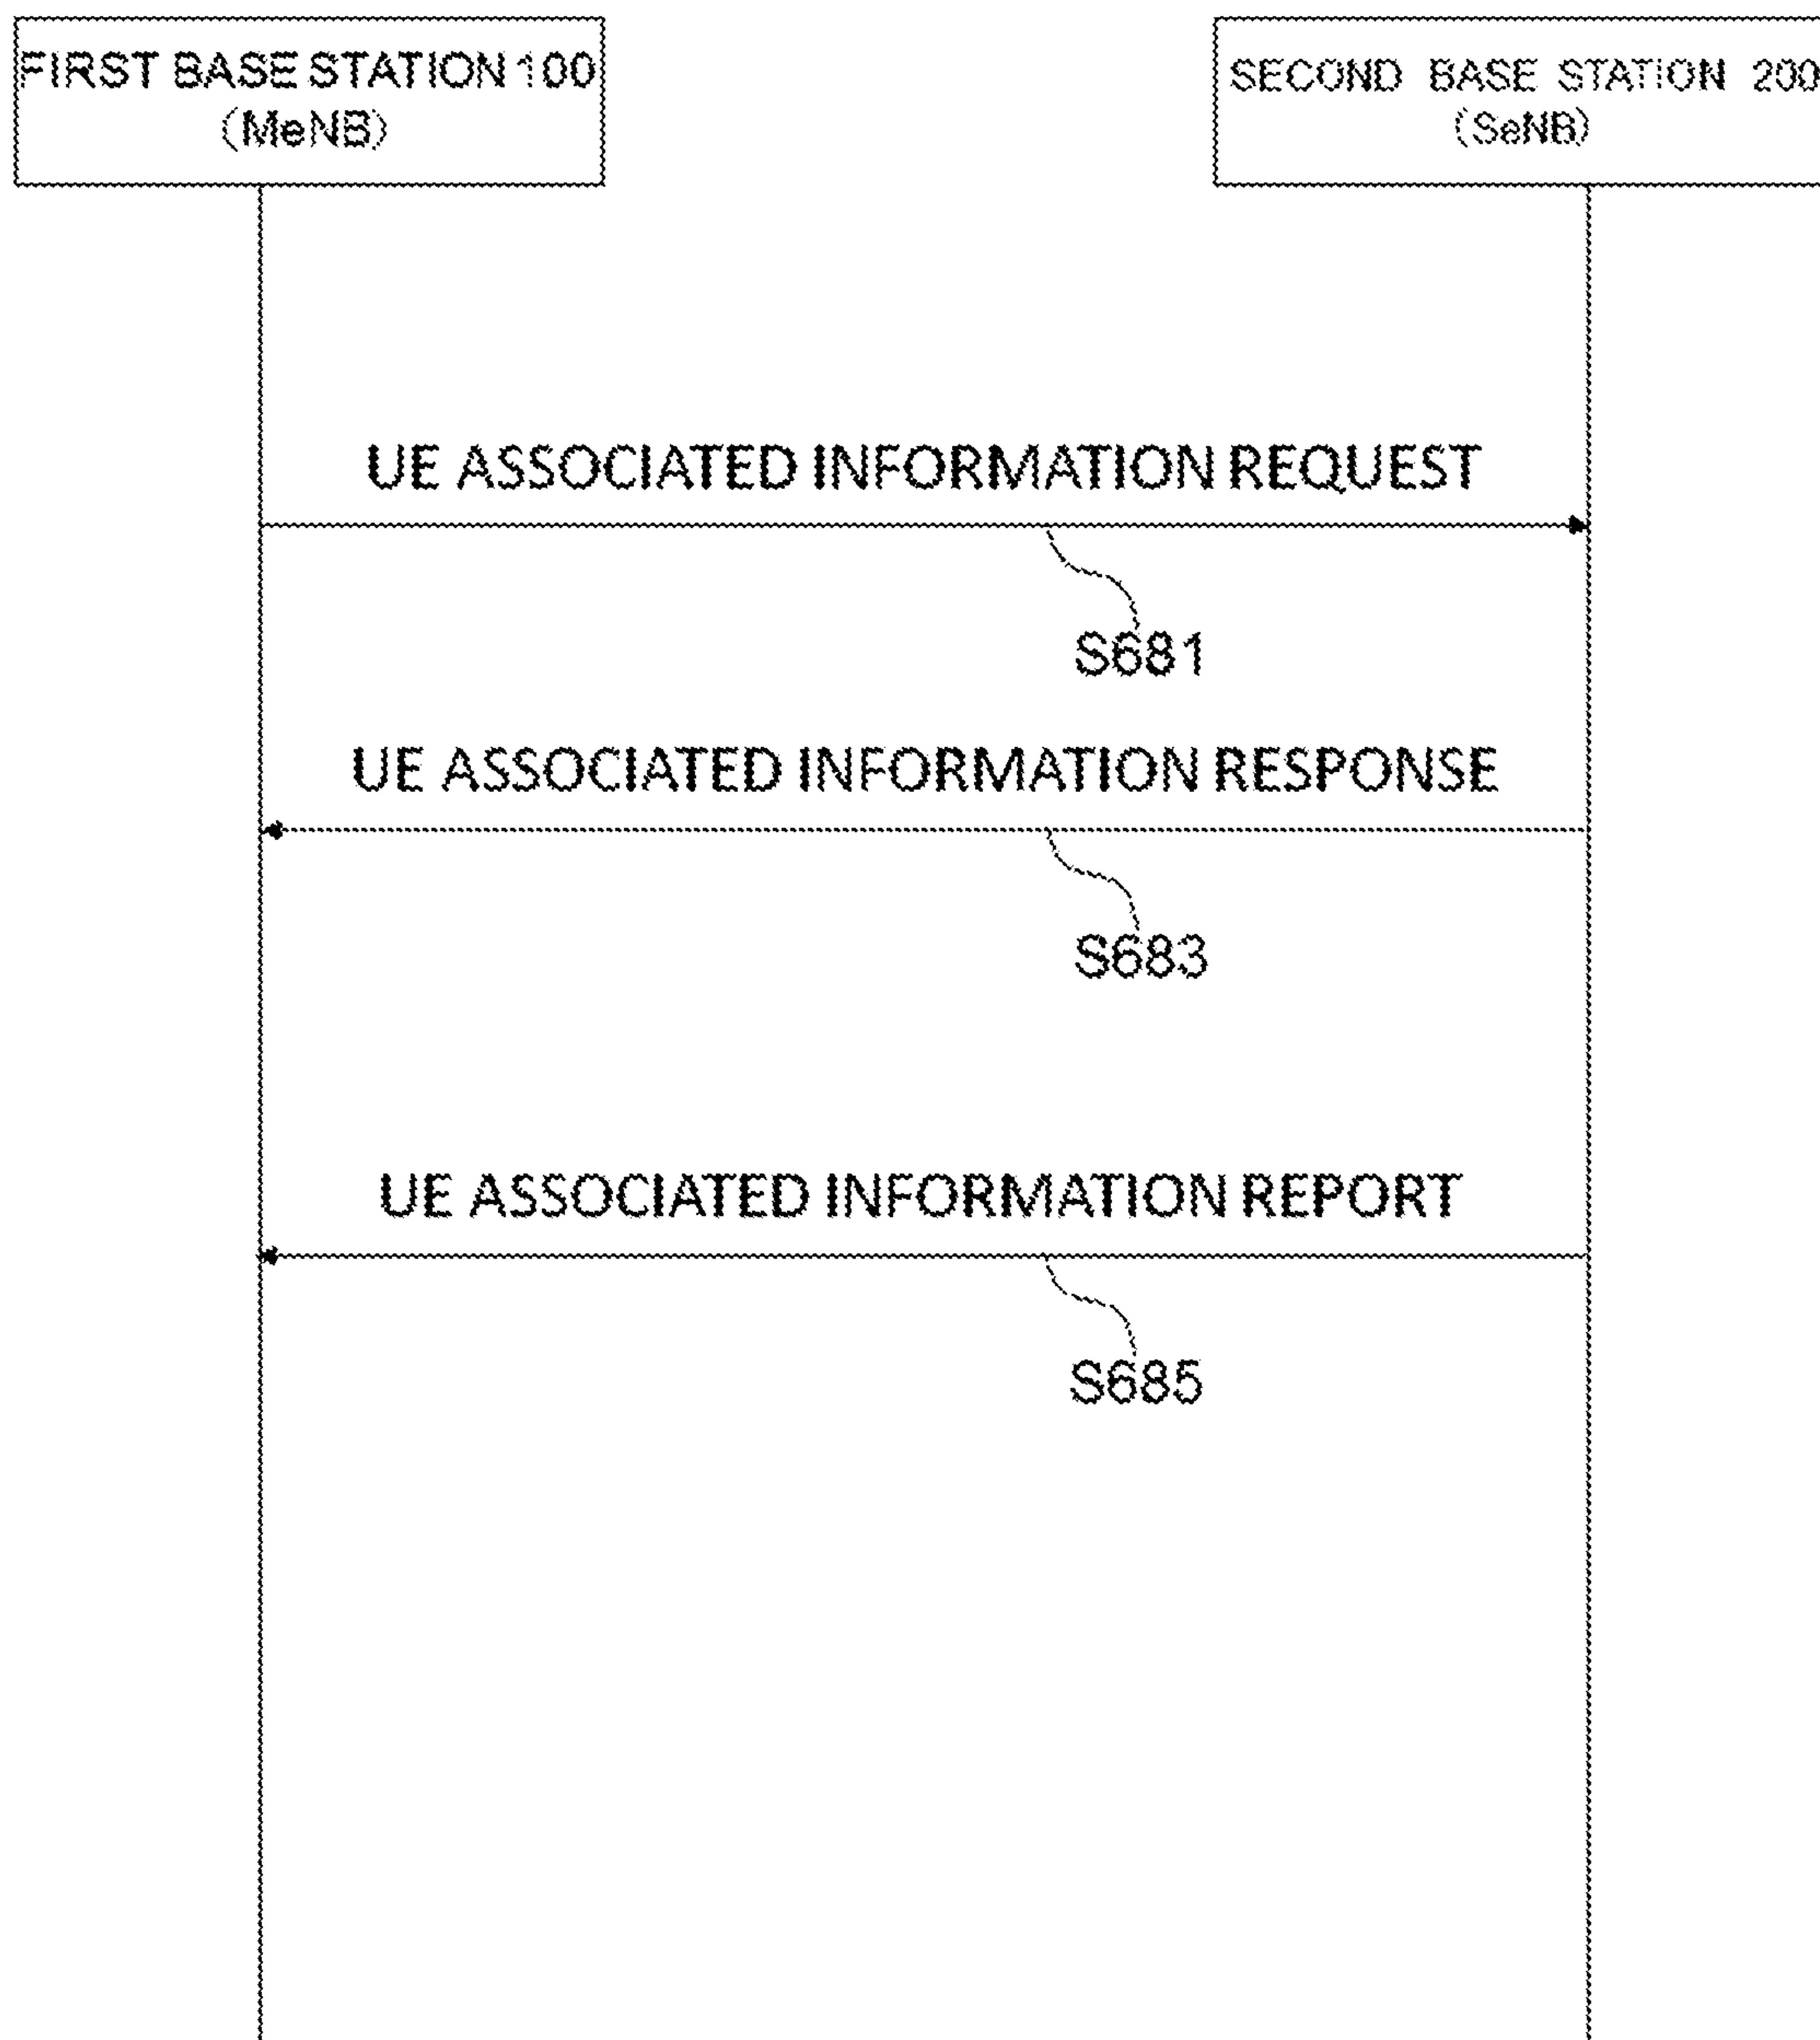 FIRST BASE STATION 100
(MeNB)
SECOND BASE STATION 200
(SeNB)
UE ASSOCIATED INFORMATION REQUEST
S681
UE ASSOCIATED INFORMATION RESPONSE
S683
UE ASSOCIATED INFORMATION REPORT
S685